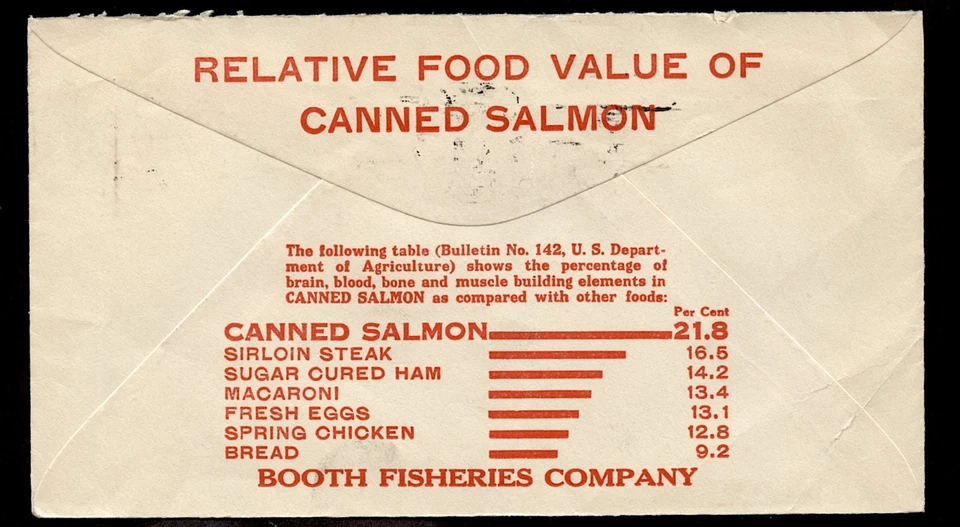 RELATIVE FOOD VALUE OF
CANNED SALMON
The following table (Bulletin No. 142, U. S. Depart-
ment of Agriculture) shows the percentage of
brain, blood, bone and muscle building elements in
CANNED SALMON as compared with other foods:
Per Cent
CANNED SALMON 21.8
SIRLOIN STEAK 16.5
SUGAR CURED HAM 14.2
MACARONI 13.4
FRESH EGGS 13.1
SPRING CHICKEN 12.8
BREAD 9.2
BOOTH FISHERIES COMPANY